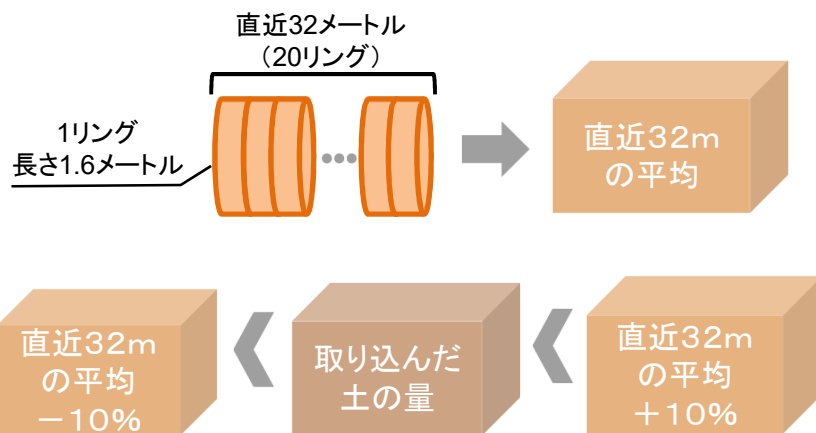 直近32メートル
（20リング）
1リング
長さ1.6メートル
直近32m
の平均
直近32m
の平均
－10%
取り込んだ
土の量
直近32m
の平均
＋10%